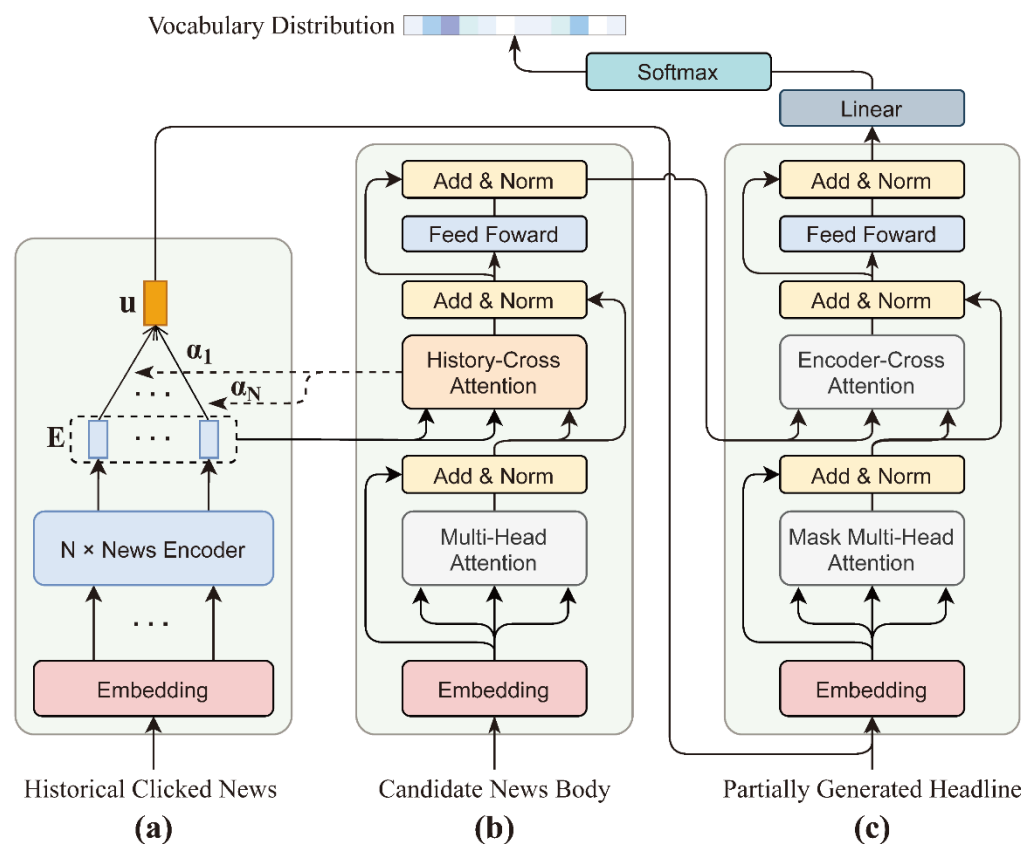 Vocabulary Distribution
Softmax
Linear
u
α1
. . .
αN
E
. . .
N × News Encoder
. . .
Embedding
Historical Clicked News
(a)
Add & Norm
Feed Foward
Add & Norm
History-Cross
Attention
Add & Norm
Multi-Head
Attention
Embedding
Candidate News Body
(b)
Add & Norm
Feed Foward
Add & Norm
Encoder-Cross
Attention
Add & Norm
Mask Multi-Head
Attention
Embedding
Partially Generated Headline
(c)